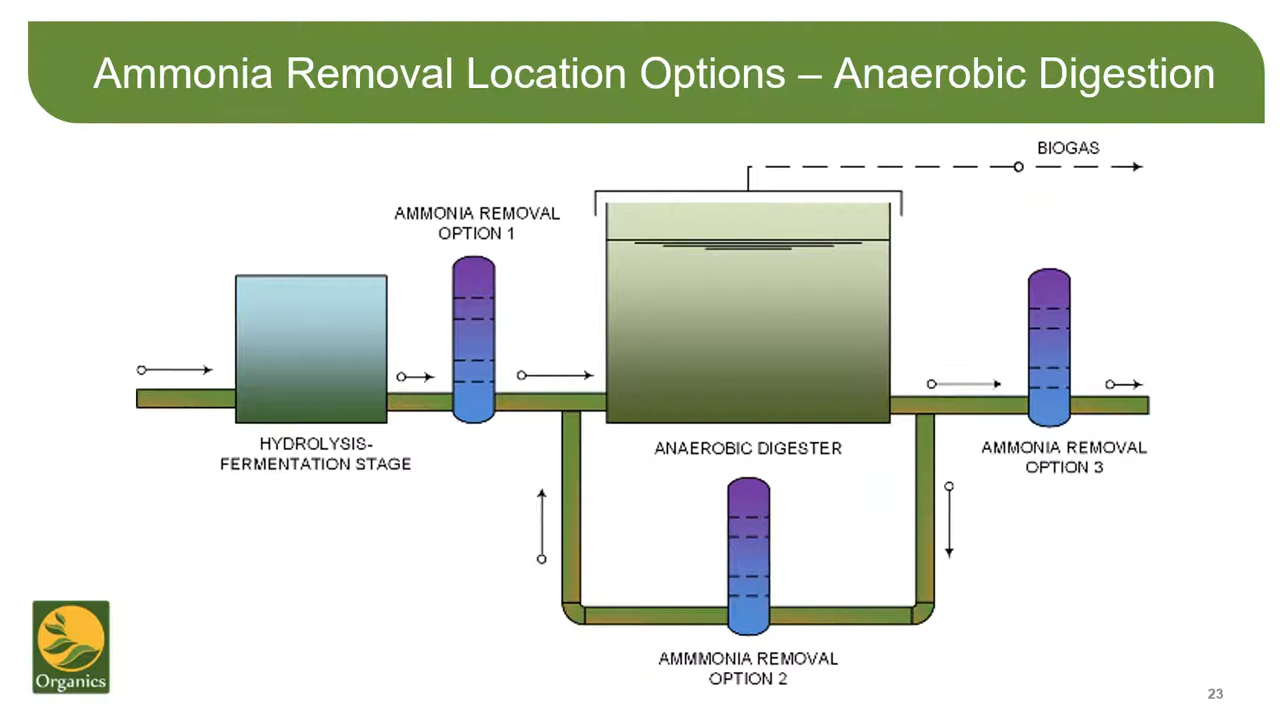 Ammonia Removal Location Options – Anaerobic Digestion
BIOGAS
AMMONIA REMOVAL
OPTION 1
HYDROLYSIS-
FERMENTATION STAGE
ANAEROBIC DIGESTER
AMMONIA REMOVAL
OPTION 3
AMMMONIA REMOVAL
OPTION 2
Organics
23